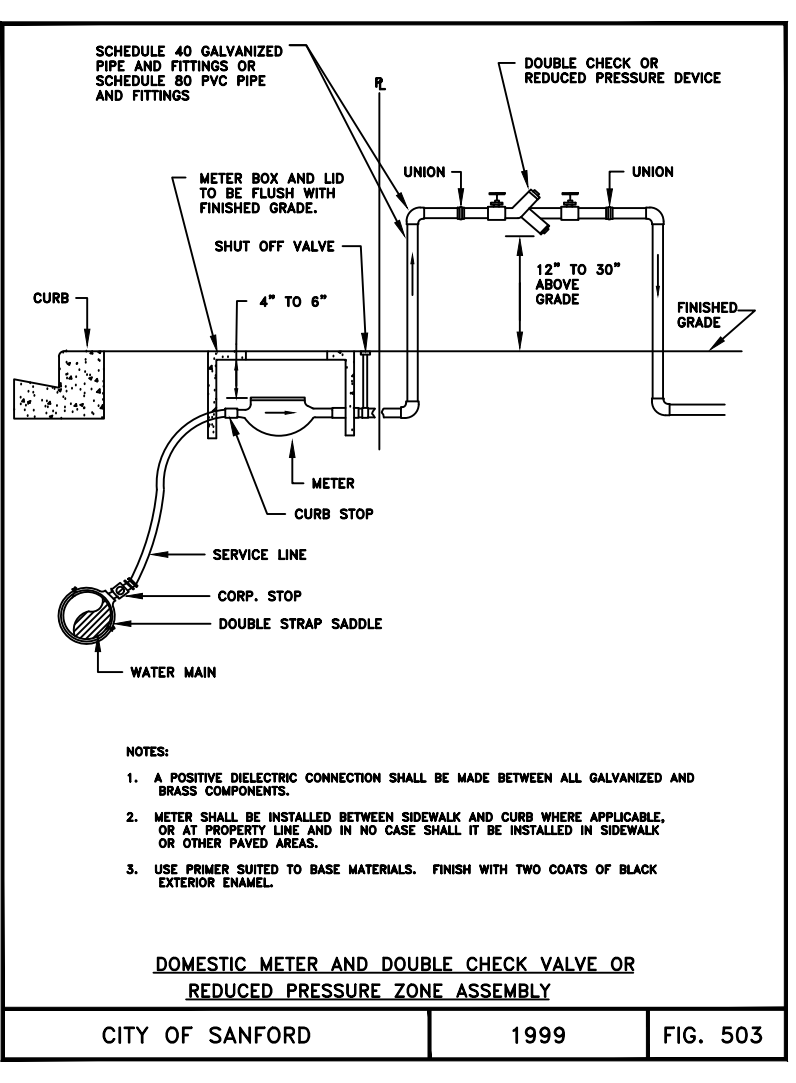 SCHEDULE 40 GALVANIZED
PIPE AND FITTINGS OR
SCHEDULE 80 PVC PIPE
AND FITTINGS
PL
DOUBLE CHECK OR
REDUCED PRESSURE DEVICE
METER BOX AND LID
TO BE FLUSH WITH
FINISHED GRADE.
UNION
UNION
SHUT OFF VALVE
12" TO 30"
ABOVE
GRADE
CURB
4" TO 6"
FINISHED
GRADE
METER
CURB STOP
SERVICE LINE
CORP. STOP
DOUBLE STRAP SADDLE
WATER MAIN
NOTES:
1. A POSITIVE DIELECTRIC CONNECTION SHALL BE MADE BETWEEN ALL GALVANIZED AND
BRASS COMPONENTS.
2. METER SHALL BE INSTALLED BETWEEN SIDEWALK AND CURB WHERE APPLICABLE,
OR AT PROPERTY LINE AND IN NO CASE SHALL IT BE INSTALLED IN SIDEWALK
OR OTHER PAVED AREAS.
3. USE PRIMER SUITED TO BASE MATERIALS. FINISH WITH TWO COATS OF BLACK
EXTERIOR ENAMEL.
DOMESTIC METER AND DOUBLE CHECK VALVE OR
REDUCED PRESSURE ZONE ASSEMBLY
CITY OF SANFORD
1999
FIG. 503